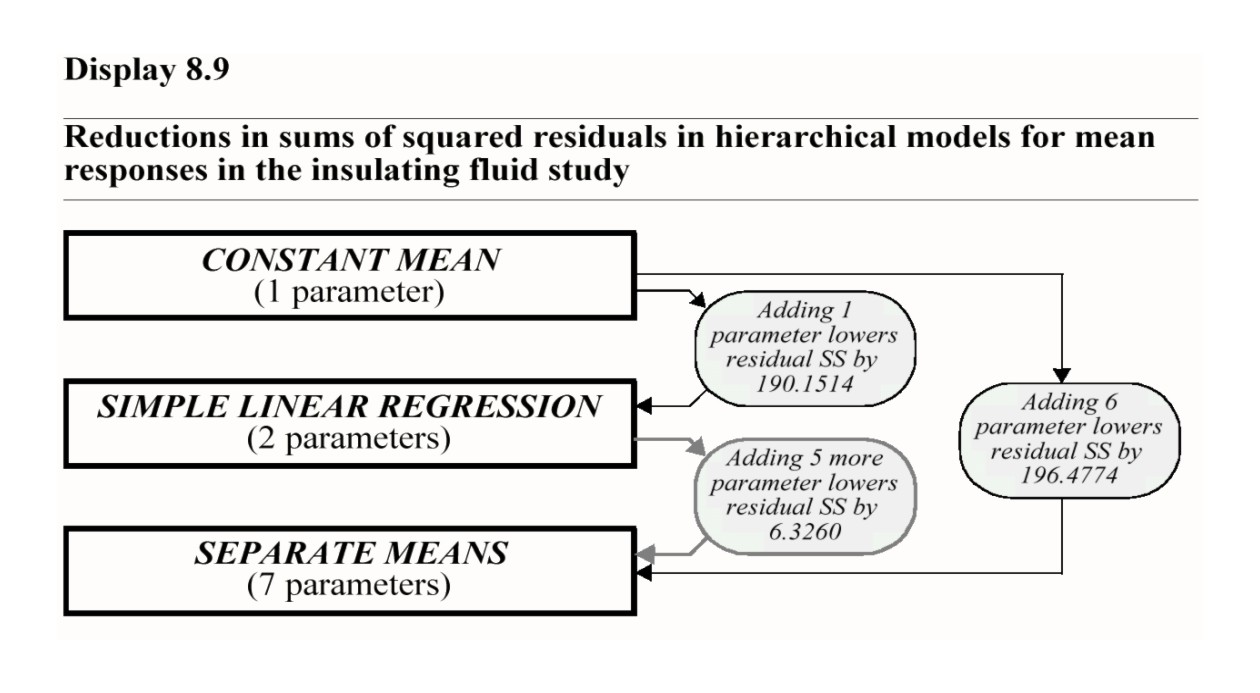 Display 8.9
Reductions in sums of squared residuals in hierarchical models for mean
responses in the insulating fluid study
CONSTANT MEAN
(1 parameter)
Adding 1
parameter lowers
residual SS by
190.1514
SIMPLE LINEAR REGRESSION
(2 parameters)
Adding 6
parameter lowers
residual SS by
196.4774
Adding 5 more
parameter lowers
residual SS by
6.3260
SEPARATE MEANS
(7 parameters)